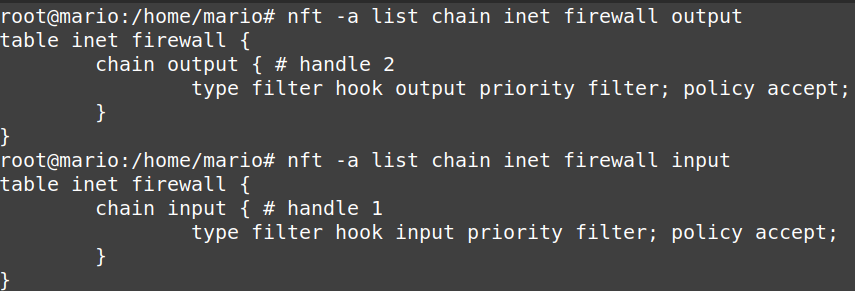 root@mario:/home/mario# nft -a list chain inet firewall output
table inet firewall {
        chain output { # handle 2
                type filter hook output priority filter; policy accept;
        }
}
root@mario:/home/mario# nft -a list chain inet firewall input
table inet firewall {
        chain input { # handle 1
                type filter hook input priority filter; policy accept;
        }
}